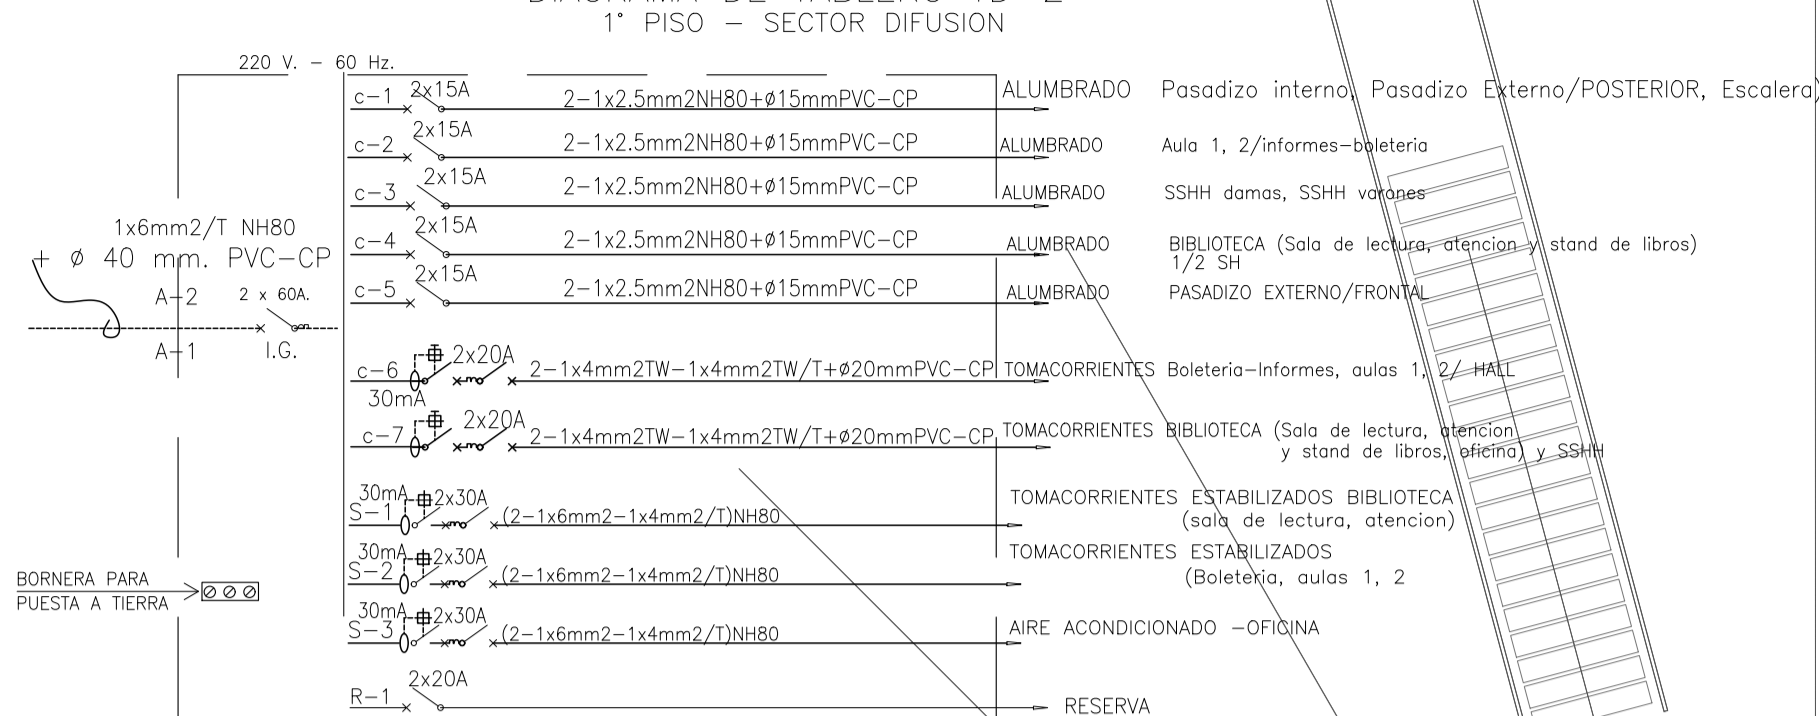 DIAGRAMA DE TABLERO TD-2
1° PISO - SECTOR DIFUSION
220 V. - 60 Hz.
c-1 2x15A 2-1x2.5mm2NH80+ø15mmPVC-CP ALUMBRADO Pasadizo interno, Pasadizo Externo/POSTERIOR, Escalera)
c-2 2x15A 2-1x2.5mm2NH80+ø15mmPVC-CP ALUMBRADO Aula 1, 2/informes-boleteria
c-3 2x15A 2-1x2.5mm2NH80+ø15mmPVC-CP ALUMBRADO SSHH damas, SSHH varones
1x6mm2/T NH80
+ ø 40 mm. PVC-CP
c-4 2x15A 2-1x2.5mm2NH80+ø15mmPVC-CP ALUMBRADO BIBLIOTECA (Sala de lectura, atencion y stand de libros)
1/2 SH
c-5 2x15A 2-1x2.5mm2NH80+ø15mmPVC-CP ALUMBRADO PASADIZO EXTERNO/FRONTAL
A-2 2 x 60A.
A-1 I.G.
c-6 30mA 2x20A 2-1x4mm2TW-1x4mm2TW/T+ø20mmPVC-CP TOMACORRIENTES Boleteria-Informes, aulas 1, 2/ HALL
c-7 2x20A 2-1x4mm2TW-1x4mm2TW/T+ø20mmPVC-CP TOMACORRIENTES BIBLIOTECA (Sala de lectura, atencion
y stand de libros, oficina) y SSHH
S-1 30mA 2x30A (2-1x6mm2-1x4mm2/T)NH80 TOMACORRIENTES ESTABILIZADOS BIBLIOTECA
(sala de lectura, atencion)
S-2 30mA 2x30A (2-1x6mm2-1x4mm2/T)NH80 TOMACORRIENTES ESTABILIZADOS
(Boleteria, aulas 1, 2
BORNERA PARA
PUESTA A TIERRA
S-3 30mA 2x30A (2-1x6mm2-1x4mm2/T)NH80 AIRE ACONDICIONADO -OFICINA
R-1 2x20A RESERVA